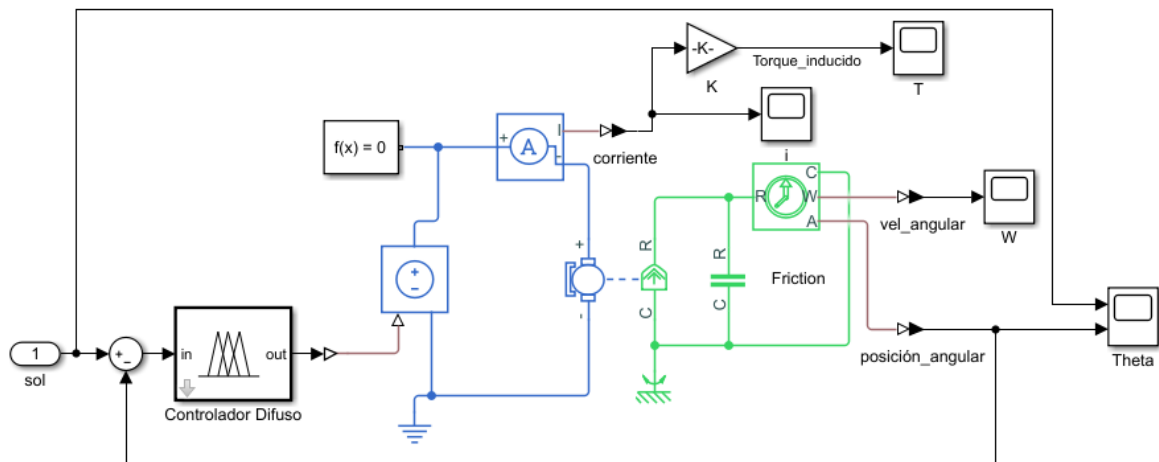 -K-
Torque_inducido
K
T
f(x) = 0
+
A
I
-
corriente
i
R
C
W
A
vel_angular
W
+
-
+
-
R
C
R
C
Friction
1
sol
+
-
in
out
Controlador Difuso
posición_angular
Theta